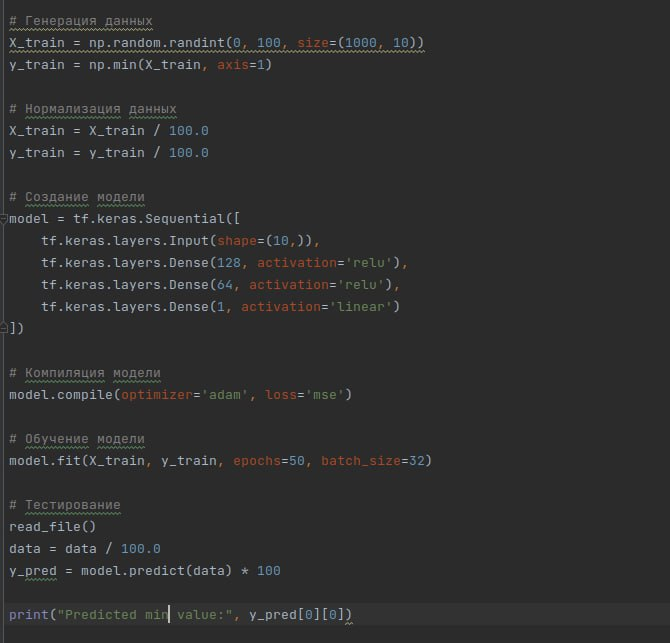 # Генерация данных
X_train = np.random.randint(0, 100, size=(1000, 10))
y_train = np.min(X_train, axis=1)
# Нормализация данных
X_train = X_train / 100.0
y_train = y_train / 100.0
# Создание модели
model = tf.keras.Sequential([
    tf.keras.layers.Input(shape=(10,)),
    tf.keras.layers.Dense(128, activation='relu'),
    tf.keras.layers.Dense(64, activation='relu'),
    tf.keras.layers.Dense(1, activation='linear')
])
# Компиляция модели
model.compile(optimizer='adam', loss='mse')
# Обучение модели
model.fit(X_train, y_train, epochs=50, batch_size=32)
# Тестирование
read_file()
data = data / 100.0
y_pred = model.predict(data) * 100
print("Predicted min value:", y_pred[0][0])